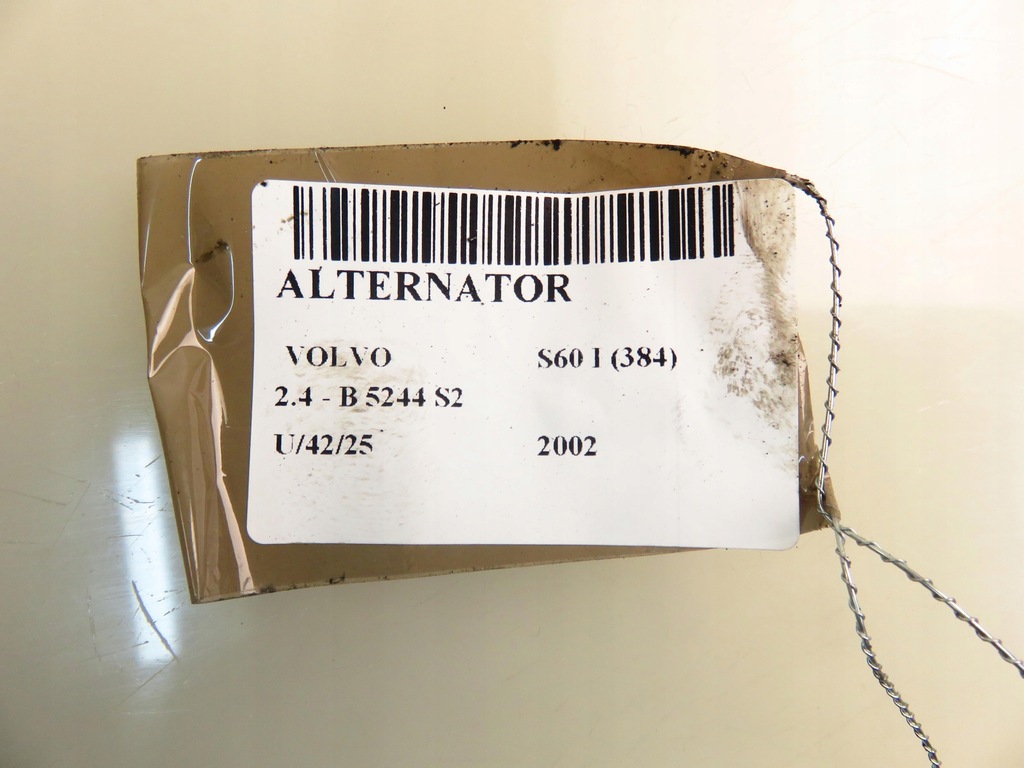 ALTERNATOR
VOLVO S60 I (384)
2.4 - B 5244 S2
U/42/25 2002